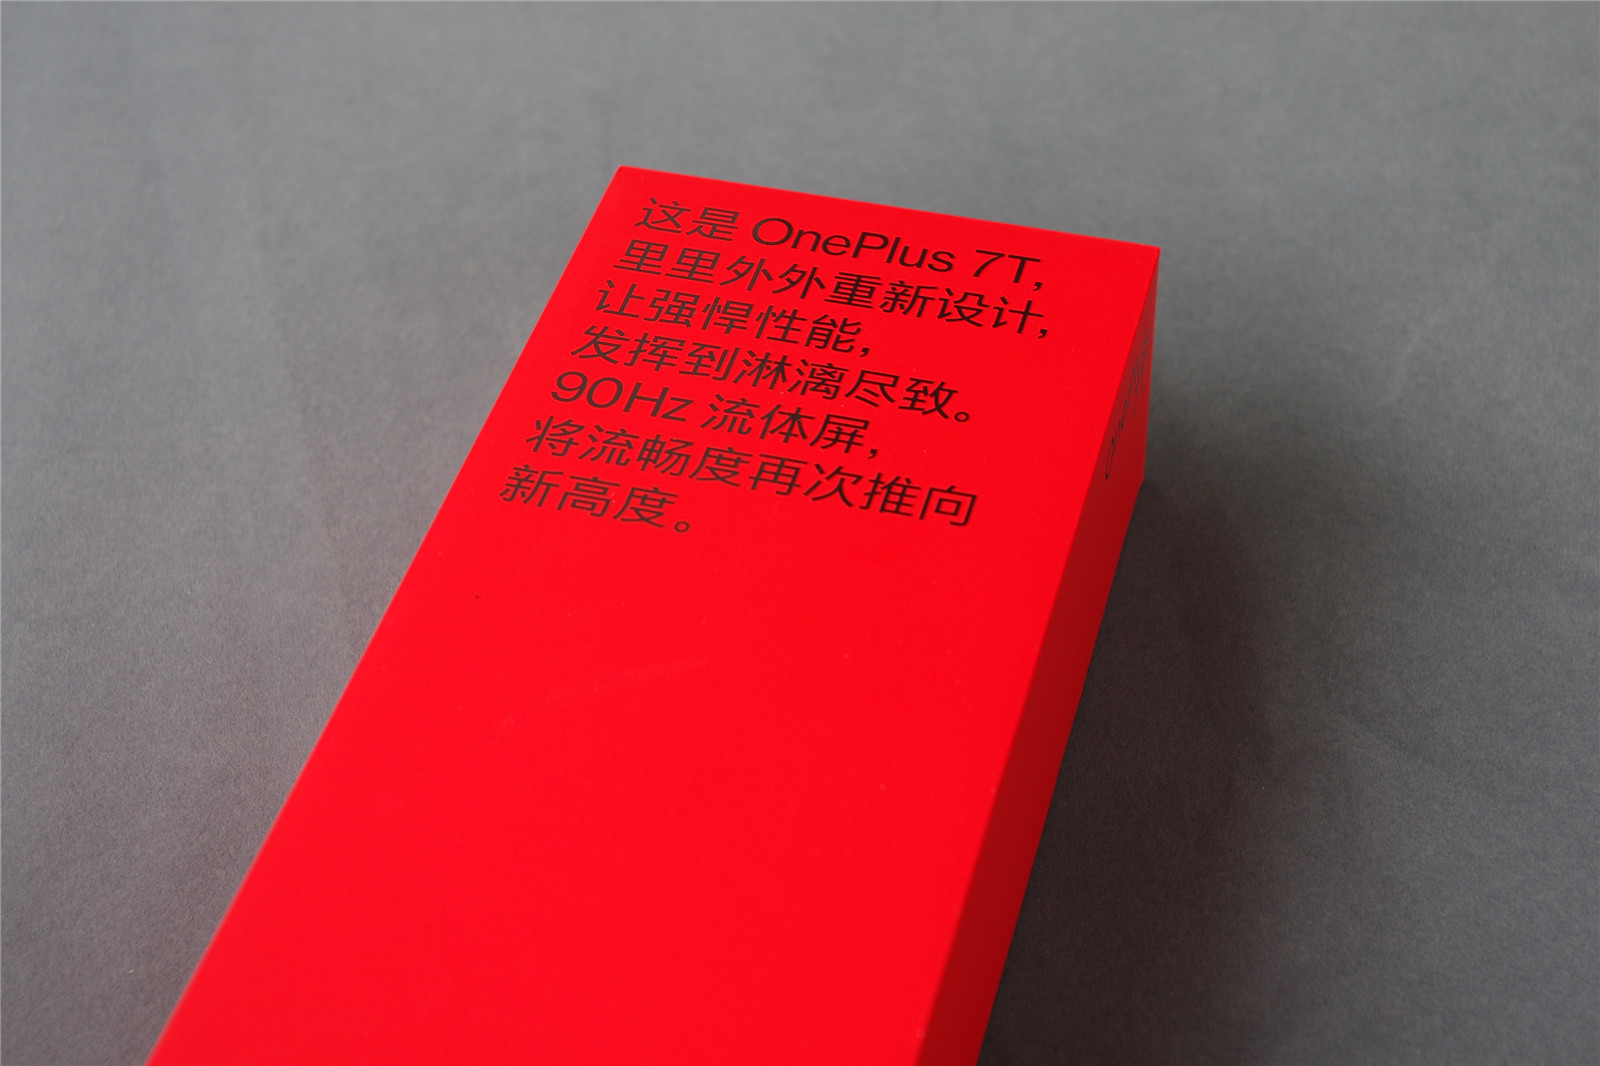 这是 OnePlus 7T,
里里外外重新设计,
让强悍性能,
发挥到淋漓尽致。
90Hz 流体屏,
将流畅度再次推向
新高度。